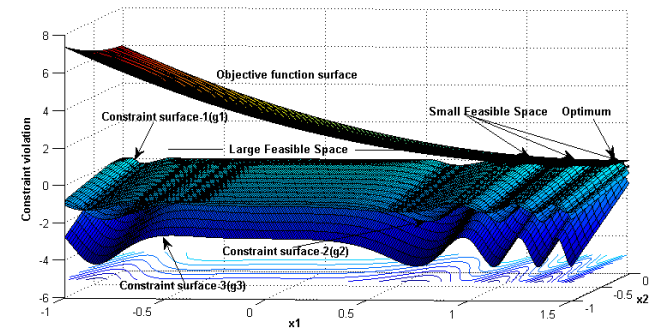 8
6
4
2
0
-2
-4
-6
Constraint violation
Objective function surface
Constraint surface-1(g1)
Small Feasible Space
Optimum
Large Feasible Space
Constraint surface-2(g2)
Constraint surface-3(g3)
-1
-0.5
0
0.5
1
1.5
x1
-1
-0.5
0
x2